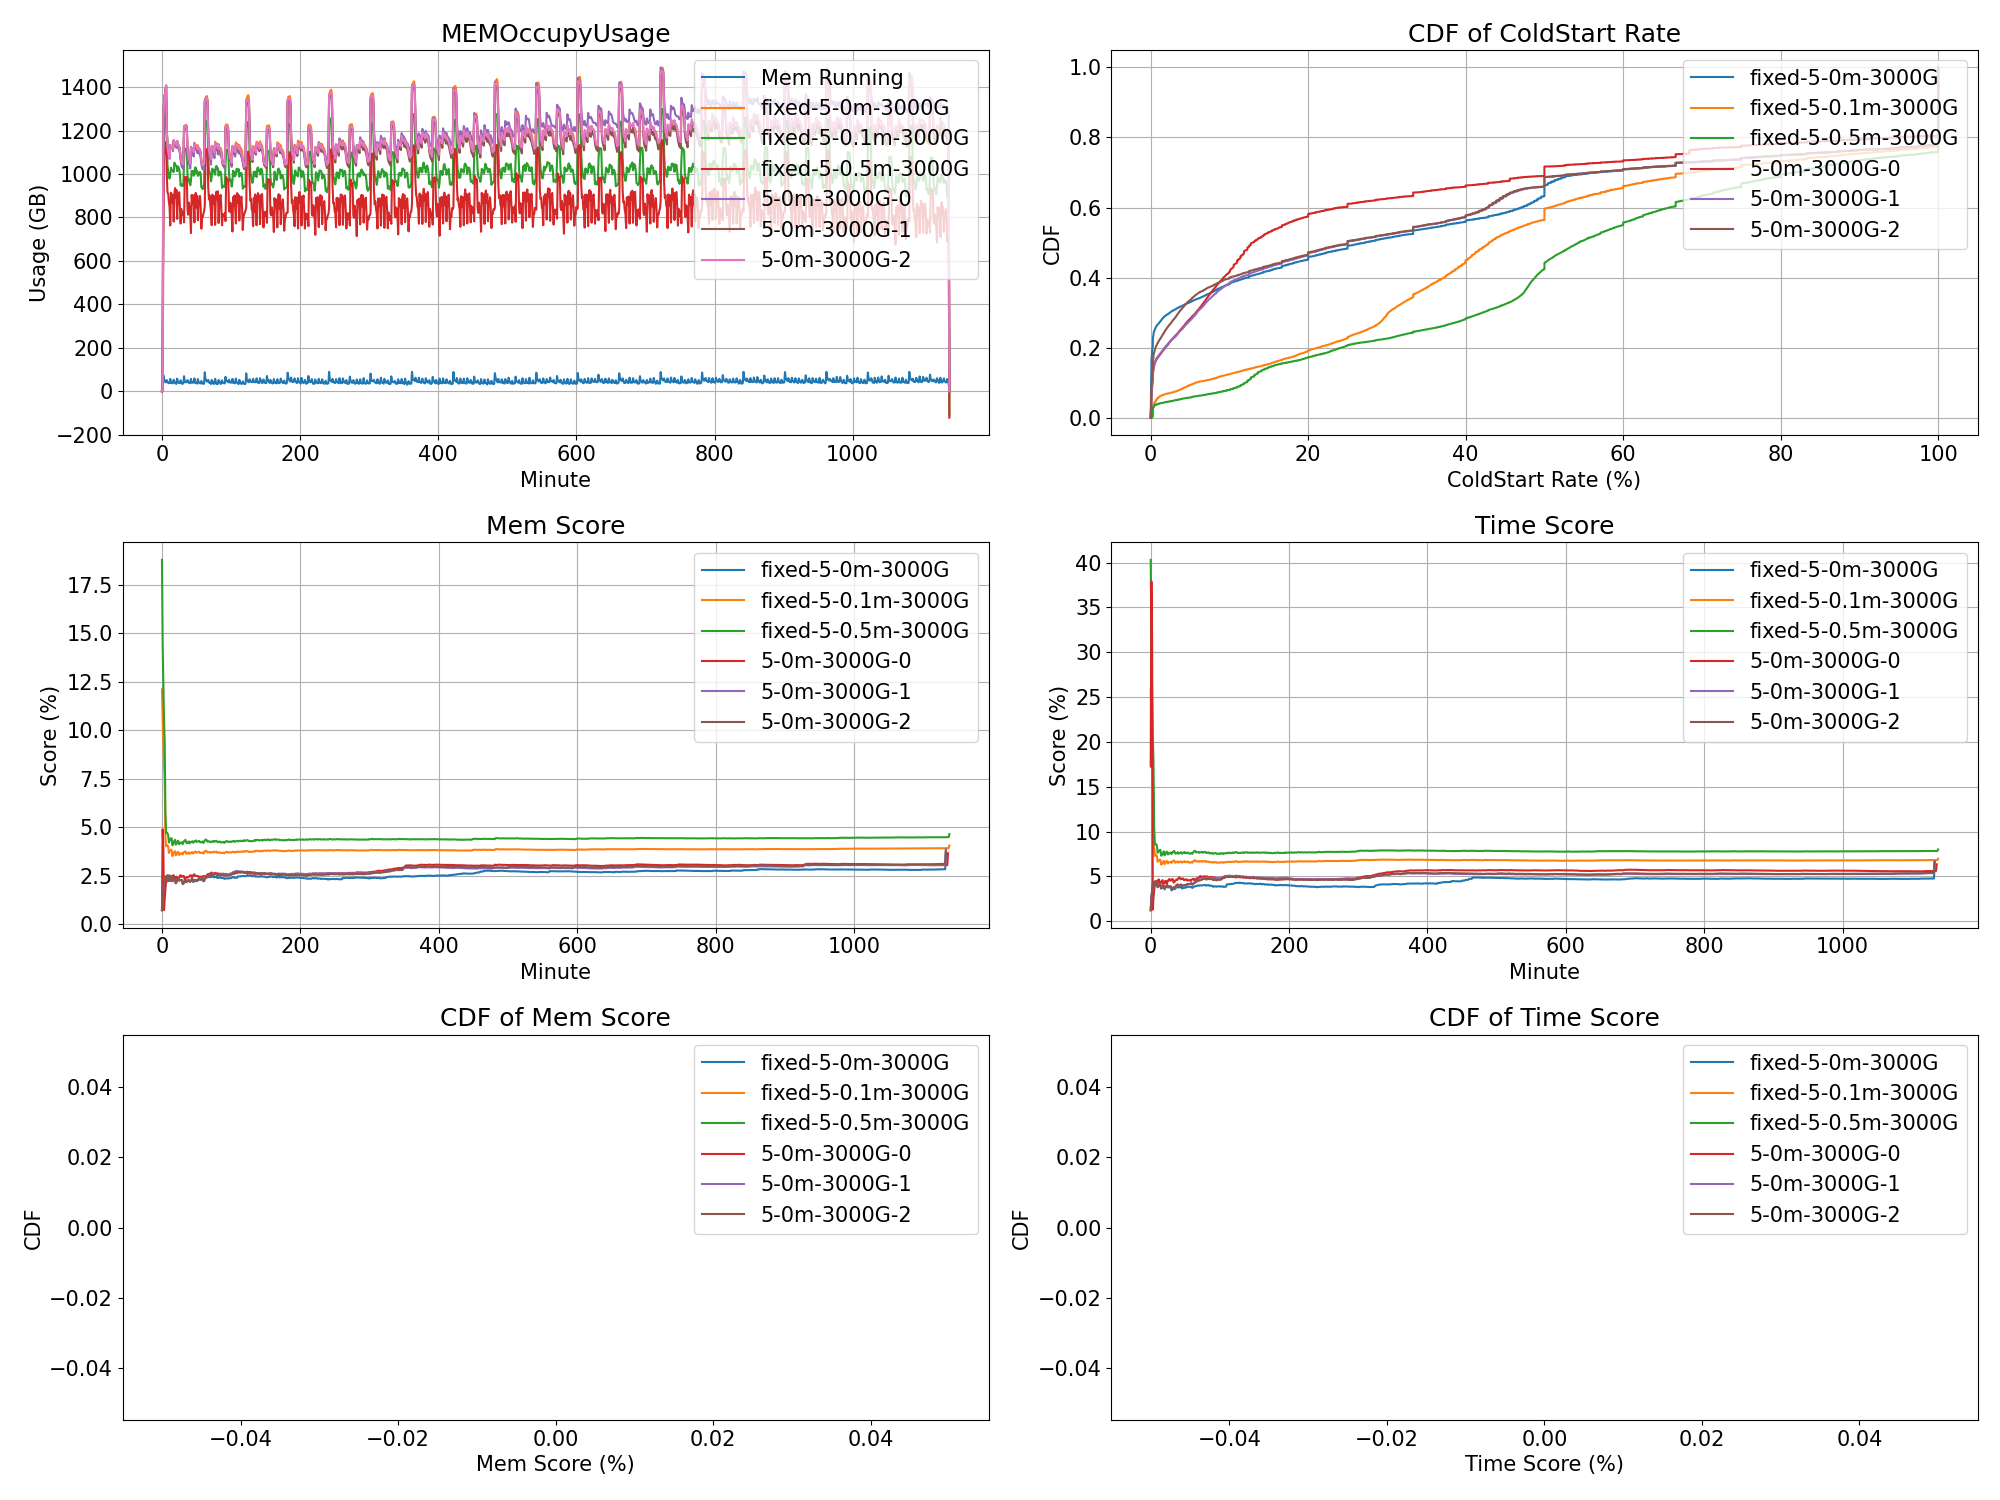 MEMOccupyUsage
1400
1200
1000
800
600
400
200
0
−200
Usage (GB)
0 200 400 600 800 1000
Minute
Mem Running
fixed-5-0m-3000G
fixed-5-0.1m-3000G
fixed-5-0.5m-3000G
5-0m-3000G-0
5-0m-3000G-1
5-0m-3000G-2
CDF of ColdStart Rate
1.0
0.8
0.6
0.4
0.2
0.0
CDF
0 20 40 60 80 100
ColdStart Rate (%)
fixed-5-0m-3000G
fixed-5-0.1m-3000G
fixed-5-0.5m-3000G
5-0m-3000G-0
5-0m-3000G-1
5-0m-3000G-2
Mem Score
17.5
15.0
12.5
10.0
7.5
5.0
2.5
0.0
Score (%)
0 200 400 600 800 1000
Minute
fixed-5-0m-3000G
fixed-5-0.1m-3000G
fixed-5-0.5m-3000G
5-0m-3000G-0
5-0m-3000G-1
5-0m-3000G-2
Time Score
40
35
30
25
20
15
10
5
0
Score (%)
0 200 400 600 800 1000
Minute
fixed-5-0m-3000G
fixed-5-0.1m-3000G
fixed-5-0.5m-3000G
5-0m-3000G-0
5-0m-3000G-1
5-0m-3000G-2
CDF of Mem Score
0.04
0.02
0.00
−0.02
−0.04
CDF
−0.04 −0.02 0.00 0.02 0.04
Mem Score (%)
fixed-5-0m-3000G
fixed-5-0.1m-3000G
fixed-5-0.5m-3000G
5-0m-3000G-0
5-0m-3000G-1
5-0m-3000G-2
CDF of Time Score
0.04
0.02
0.00
−0.02
−0.04
CDF
−0.04 −0.02 0.00 0.02 0.04
Time Score (%)
fixed-5-0m-3000G
fixed-5-0.1m-3000G
fixed-5-0.5m-3000G
5-0m-3000G-0
5-0m-3000G-1
5-0m-3000G-2